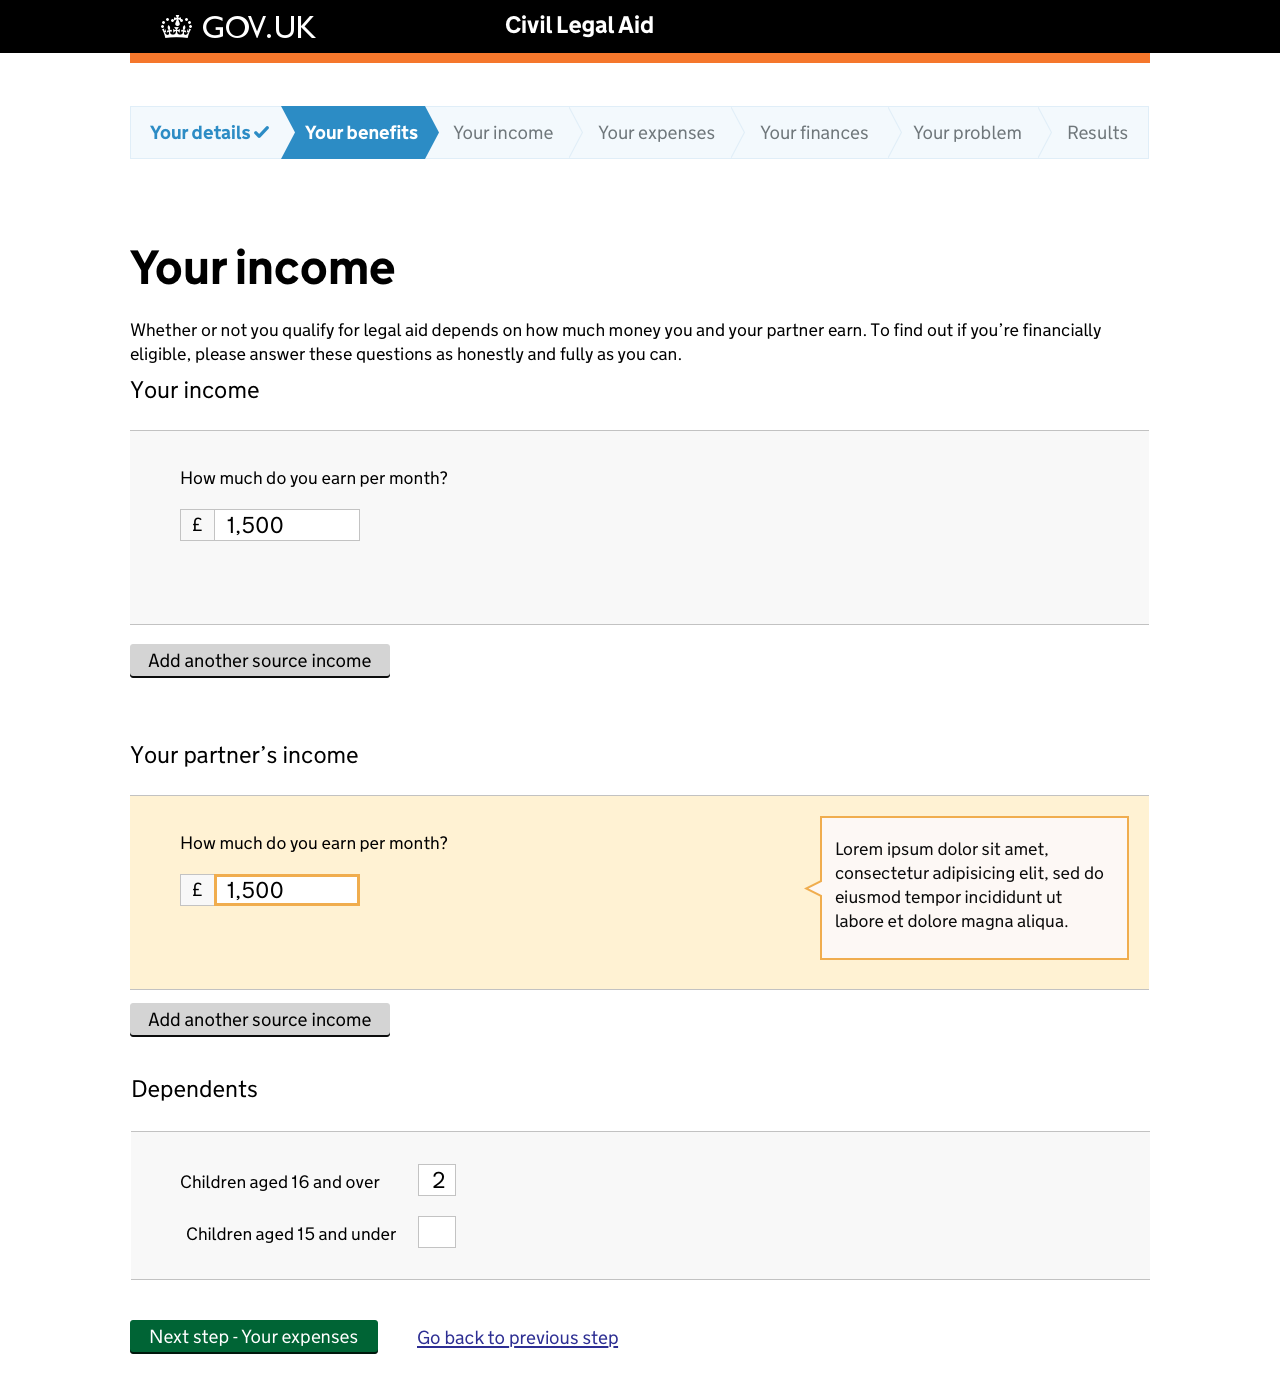 GOV.UK
Civil Legal Aid
Your details
Your benefits
Your income
Your expenses
Your finances
Your problem
Results
Your income
Whether or not you qualify for legal aid depends on how much money you and your partner earn. To find out if you’re financially
eligible, please answer these questions as honestly and fully as you can.
Your income
How much do you earn per month?
£ 1,500
Add another source income
Your partner’s income
How much do you earn per month?
£ 1,500
Lorem ipsum dolor sit amet,
consectetur adipisicing elit, sed do
eiusmod tempor incididunt ut
labore et dolore magna aliqua.
Add another source income
Dependents
Children aged 16 and over 2
Children aged 15 and under
Next step - Your expenses
Go back to previous step